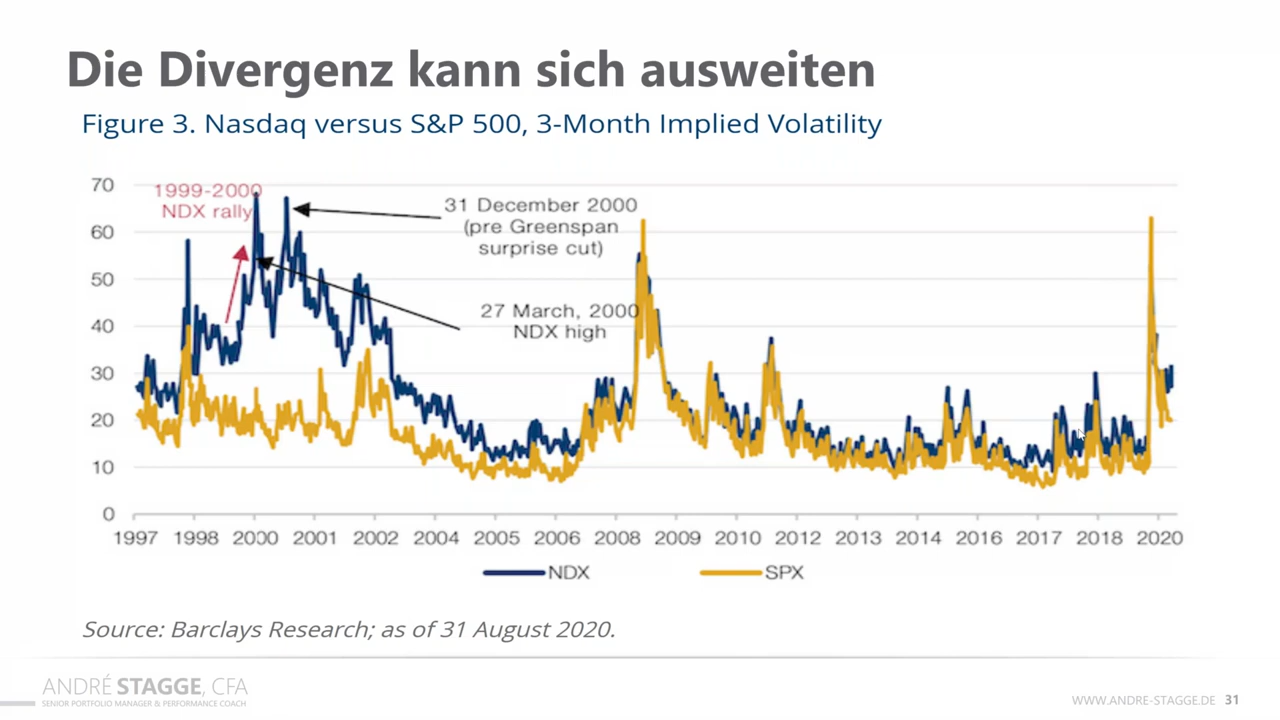 Die Divergenz kann sich ausweiten
Figure 3. Nasdaq versus S&P 500, 3-Month Implied Volatility
70
60
50
40
30
20
10
0
1999-2000
NDX rally
31 December 2000
(pre Greenspan
surprise cut)
27 March, 2000
NDX high
1997 1998 2000 2001 2002 2004 2005 2006 2008 2009 2010 2012 2013 2014 2016 2017 2018 2020
NDX SPX
Source: Barclays Research; as of 31 August 2020.
ANDRÉ STAGGE, CFA
SENIOR PORTFOLIO MANAGER & PERFORMANCE COACH
WWW.ANDRE-STAGGE.DE 31